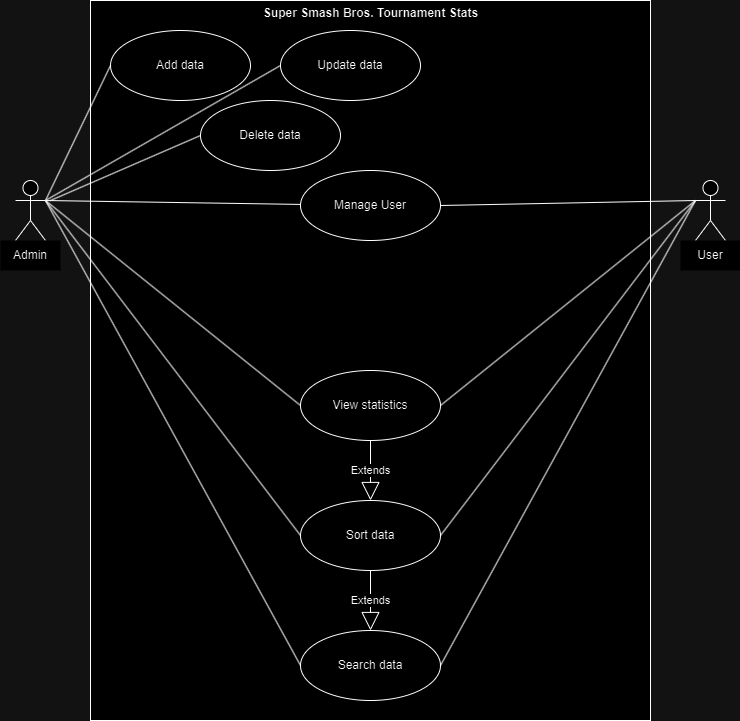 Super Smash Bros. Tournament Stats
Add data
Update data
Delete data
Manage User
Admin
User
View statistics
Extends
Sort data
Extends
Search data